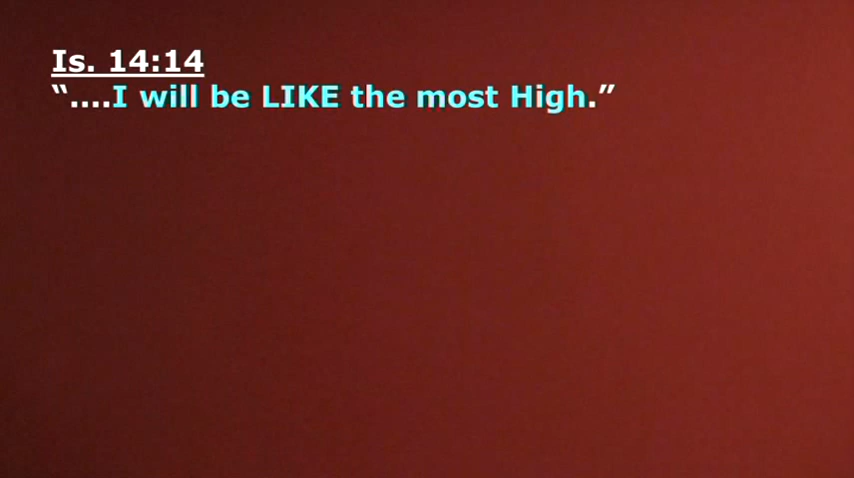 Is. 14:14
“....I will be LIKE the most High.”